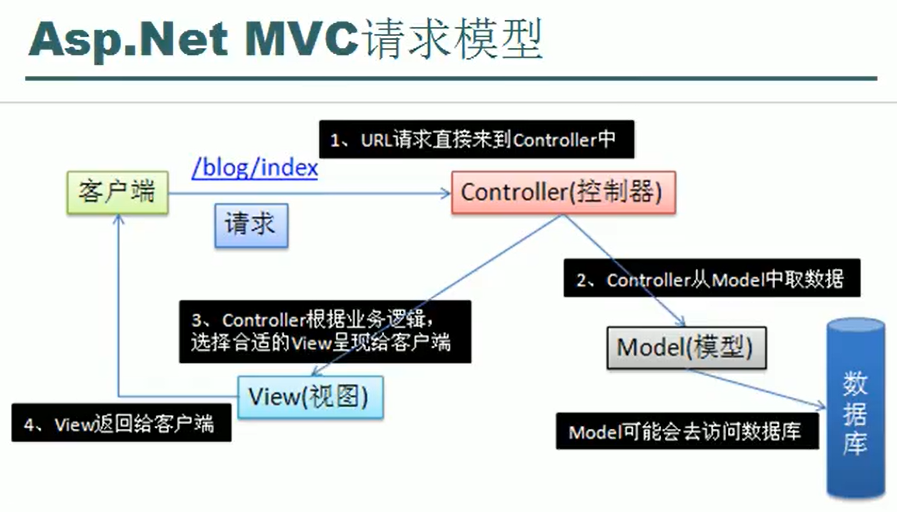 Asp.Net MVC请求模型
1、URL请求直接来到Controller中
/blog/index
客户端
Controller(控制器)
请求
2、Controller从Model中取数据
3、Controller根据业务逻辑，
选择合适的View呈现给客户端
Model(模型)
数据库
View(视图)
4、View返回给客户端
Model可能会去访问数据库